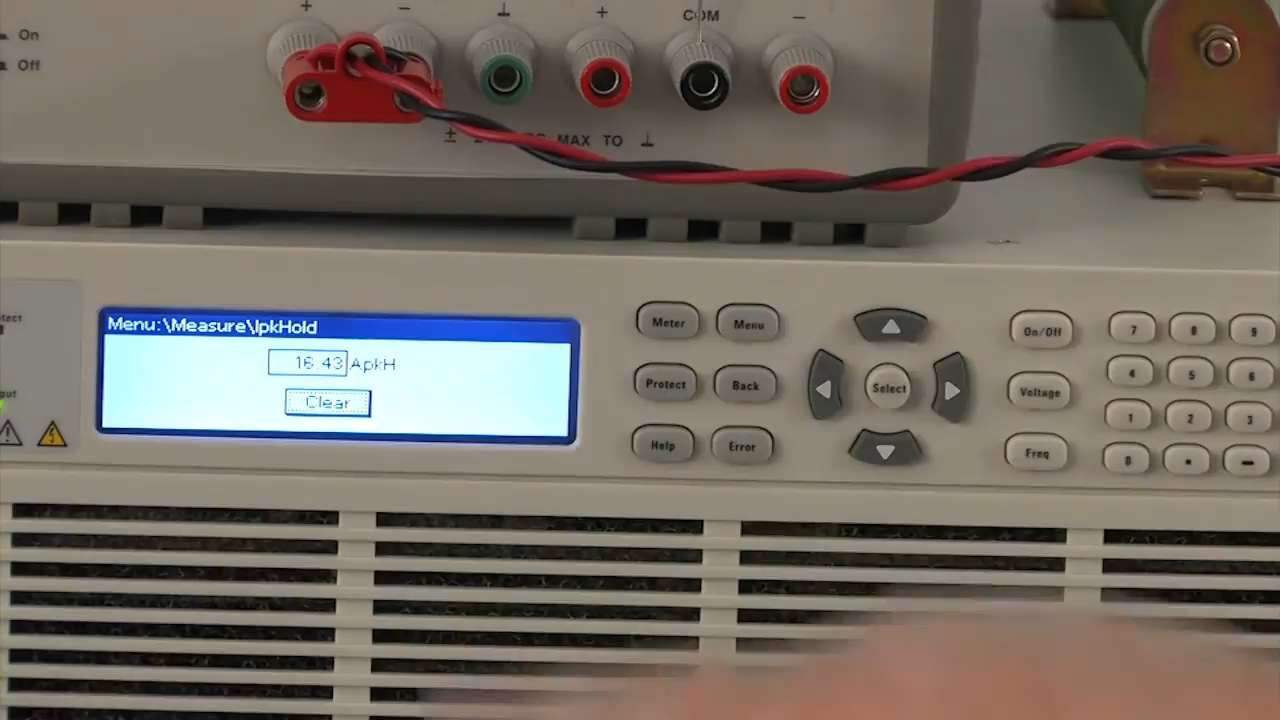 On
Off
+
−
⊥
+
COM
−
±
MAX TO ⊥
Menu:\Measure\IpkHold
16.43 ApkH
Clear
Meter
Menu
Protect
Back
Help
Error
Select
On/Off
Voltage
Freq
7
8
9
4
5
6
1
2
3
0
.
−